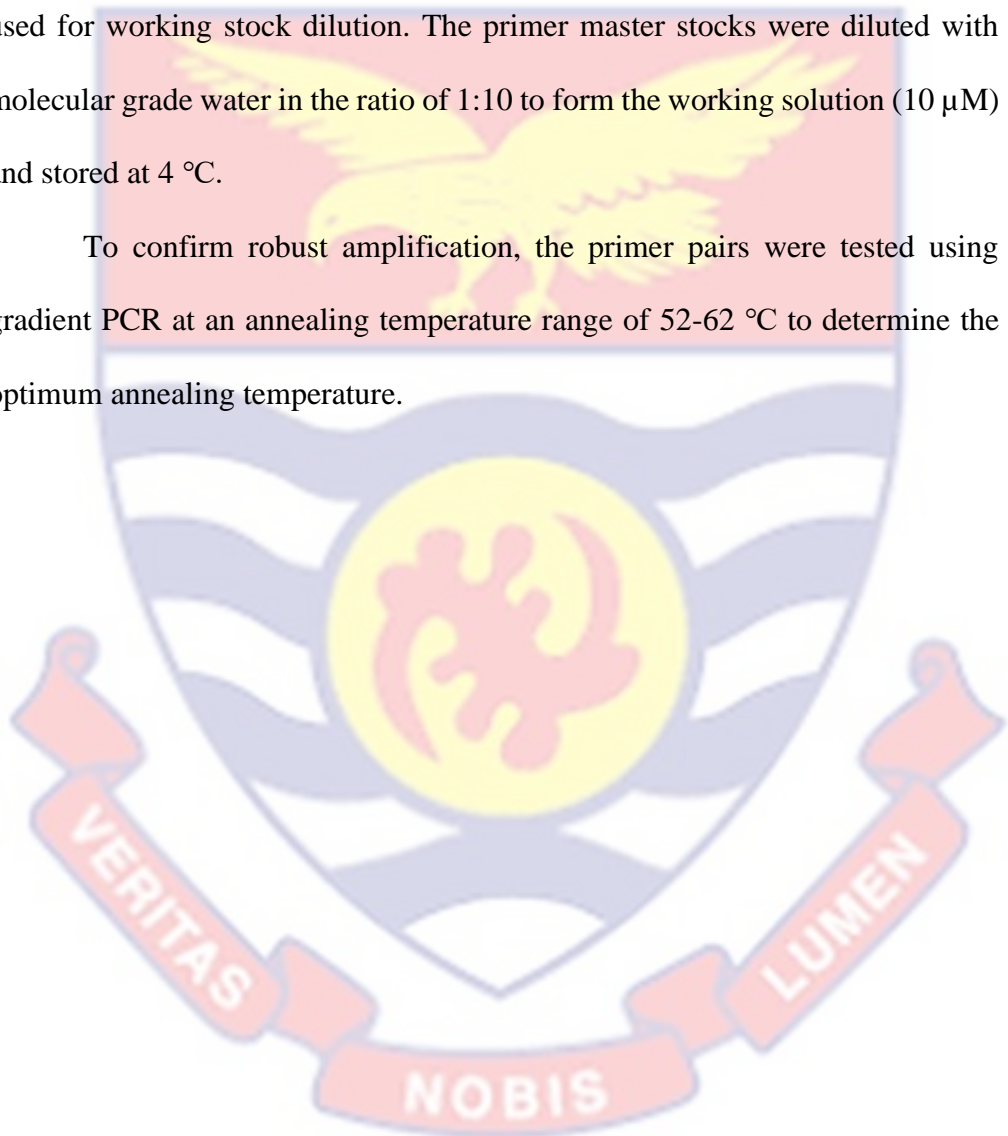 used for working stock dilution. The primer master stocks were diluted with
molecular grade water in the ratio of 1:10 to form the working solution (10 µM)
and stored at 4 °C.
To confirm robust amplification, the primer pairs were tested using
gradient PCR at an annealing temperature range of 52-62 °C to determine the
optimum annealing temperature.
VERITAS
NOBIS
LUMEN